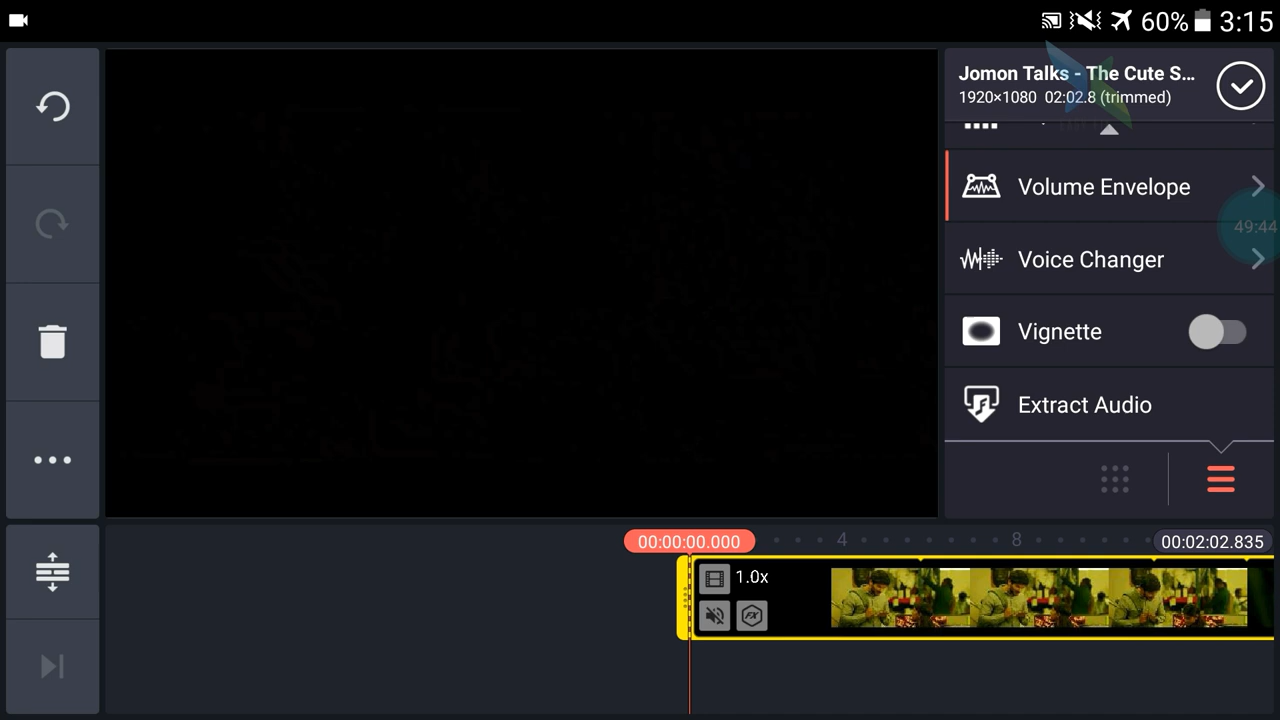 60% 3:15
Jomon Talks - The Cute S...
1920×1080 02:02.8 (trimmed)
Volume Envelope
49:44
Voice Changer
Vignette
Extract Audio
00:00:00.000 4 8 00:02:02.835
1.0x
FX